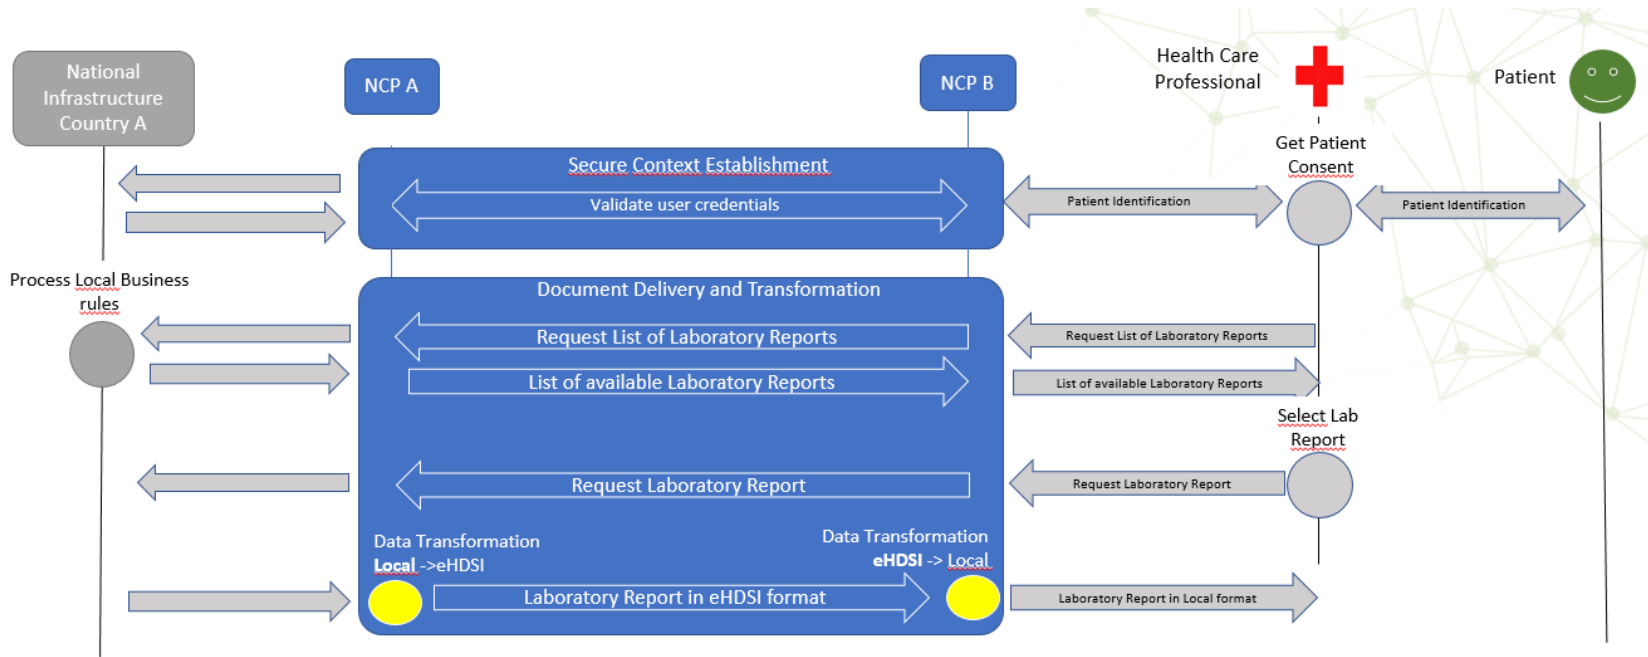 National
Infrastructure
Country A
NCP A
NCP B
Health Care
Professional
Patient
Get Patient
Consent
Secure Context Establishment
Validate user credentials
Patient Identification
Patient Identification
Process Local Business
rules
Document Delivery and Transformation
Request List of Laboratory Reports
Request List of Laboratory Reports
List of available Laboratory Reports
List of available Laboratory Reports
Select Lab
Report
Request Laboratory Report
Request Laboratory Report
Data Transformation
Local ->eHDSI
Data Transformation
eHDSI -> Local
Laboratory Report in eHDSI format
Laboratory Report in Local format